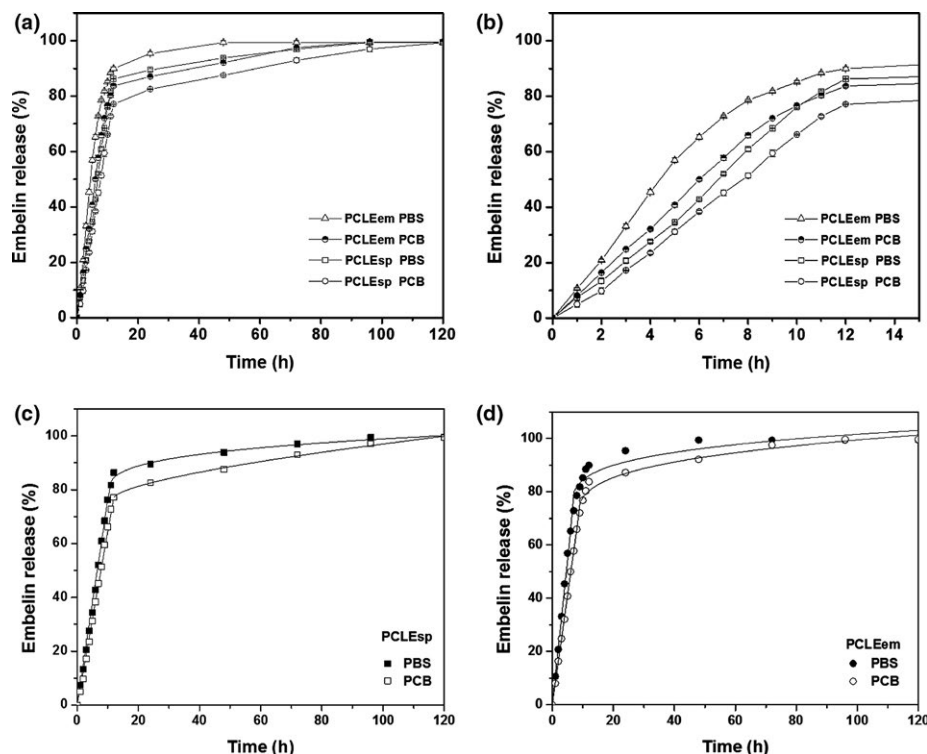 (a)
100
80
60
40
20
0
Embelin release (%)
PCLEem PBS
PCLEem PCB
PCLEsp PBS
PCLEsp PCB
0 20 40 60 80 100 120
Time (h)
(b)
100
80
60
40
20
0
Embelin release (%)
PCLEem PBS
PCLEem PCB
PCLEsp PBS
PCLEsp PCB
2 4 6 8 10 12 14
Time (h)
(c)
100
80
60
40
20
0
Embelin release (%)
PCLEsp
PBS
PCB
0 20 40 60 80 100 120
Time (h)
(d)
100
80
60
40
20
0
Embelin release (%)
PCLEem
PBS
PCB
0 20 40 60 80 100 120
Time (h)